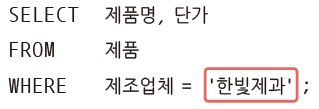 SELECT 제품명, 단가
FROM 제품
WHERE 제조업체 = '한빛제과' ;